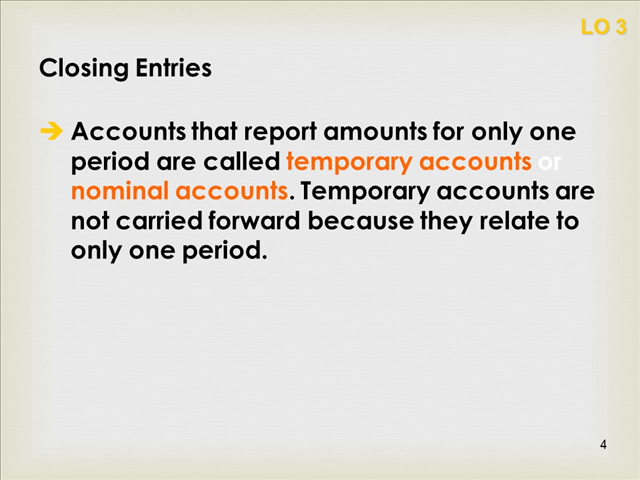 LO 3
Closing Entries
➔ Accounts that report amounts for only one
period are called temporary accounts or
nominal accounts. Temporary accounts are
not carried forward because they relate to
only one period.
4